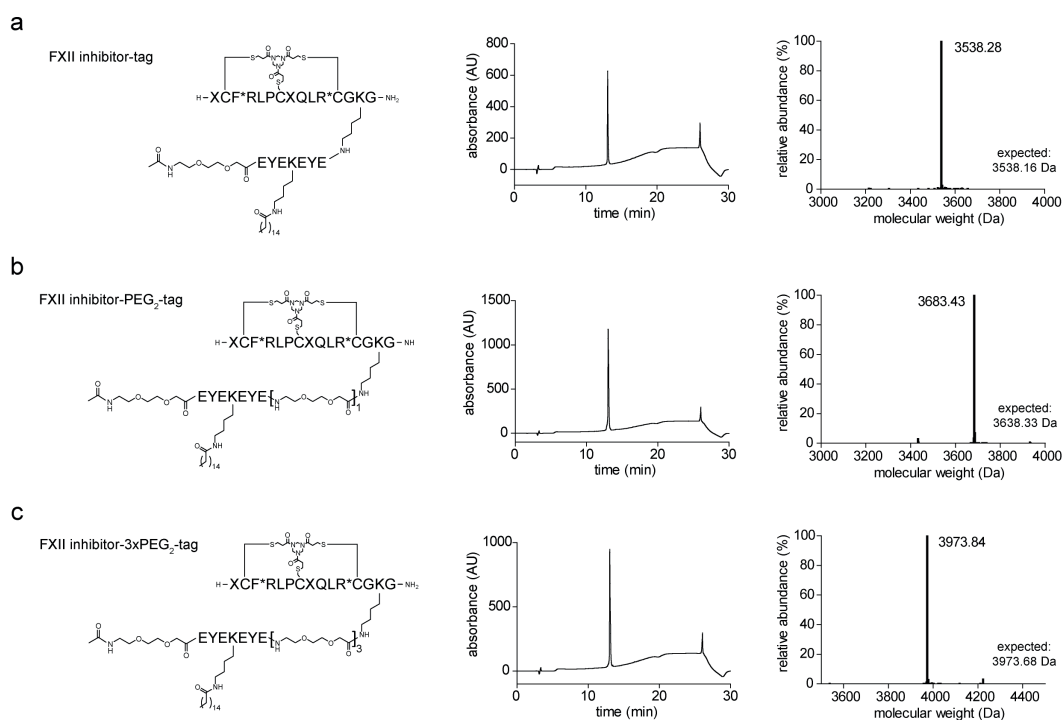 a
FXII inhibitor-tag
H-XCF*RLPCXQLR*CGKG-NH2
EYEKEYE
14
absorbance (AU)
800
600
400
200
0
0 10 20 30
time (min)
relative abundance (%)
100
80
60
40
20
0
3538.28
expected:
3538.16 Da
3000 3200 3400 3600 3800 4000
molecular weight (Da)
b
FXII inhibitor-PEG2-tag
H-XCF*RLPCXQLR*CGKG-NH
EYEKEYE
1
14
absorbance (AU)
1500
1000
500
0
0 10 20 30
time (min)
relative abundance (%)
100
80
60
40
20
0
3683.43
expected:
3638.33 Da
3000 3200 3400 3600 3800 4000
molecular weight (Da)
c
FXII inhibitor-3xPEG2-tag
H-XCF*RLPCXQLR*CGKG-NH2
EYEKEYE
3
14
absorbance (AU)
1000
500
0
0 10 20 30
time (min)
relative abundance (%)
100
80
60
40
20
0
3973.84
expected:
3973.68 Da
3600 3800 4000 4200 4400
molecular weight (Da)